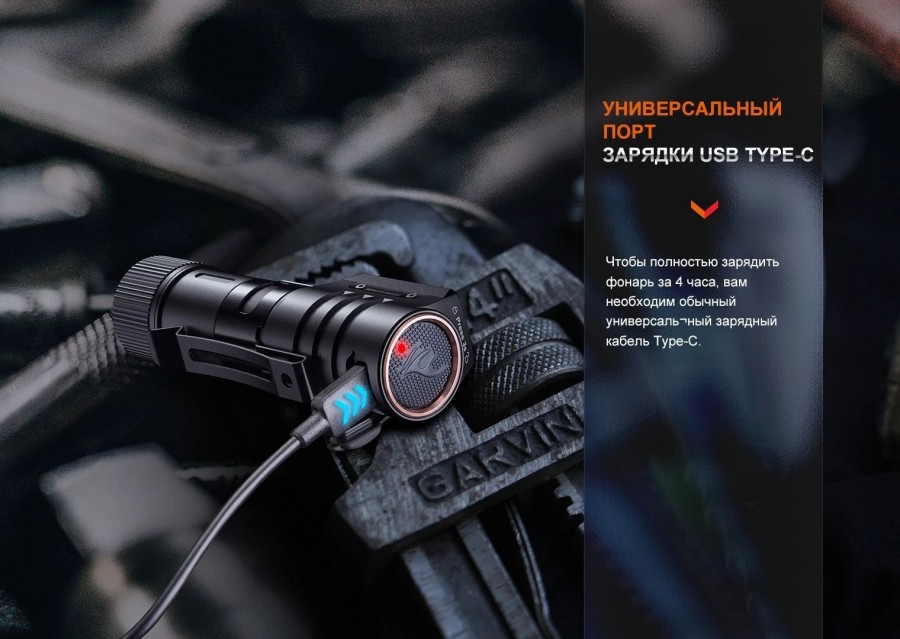 УНИВЕРСАЛЬНЫЙ
ПОРТ
ЗАРЯДКИ USB TYPE-C
Чтобы полностью зарядить
фонарь за 4 часа, вам
необходим обычный
универсаль¬ный зарядный
кабель Type-C.
4"
GARVIN